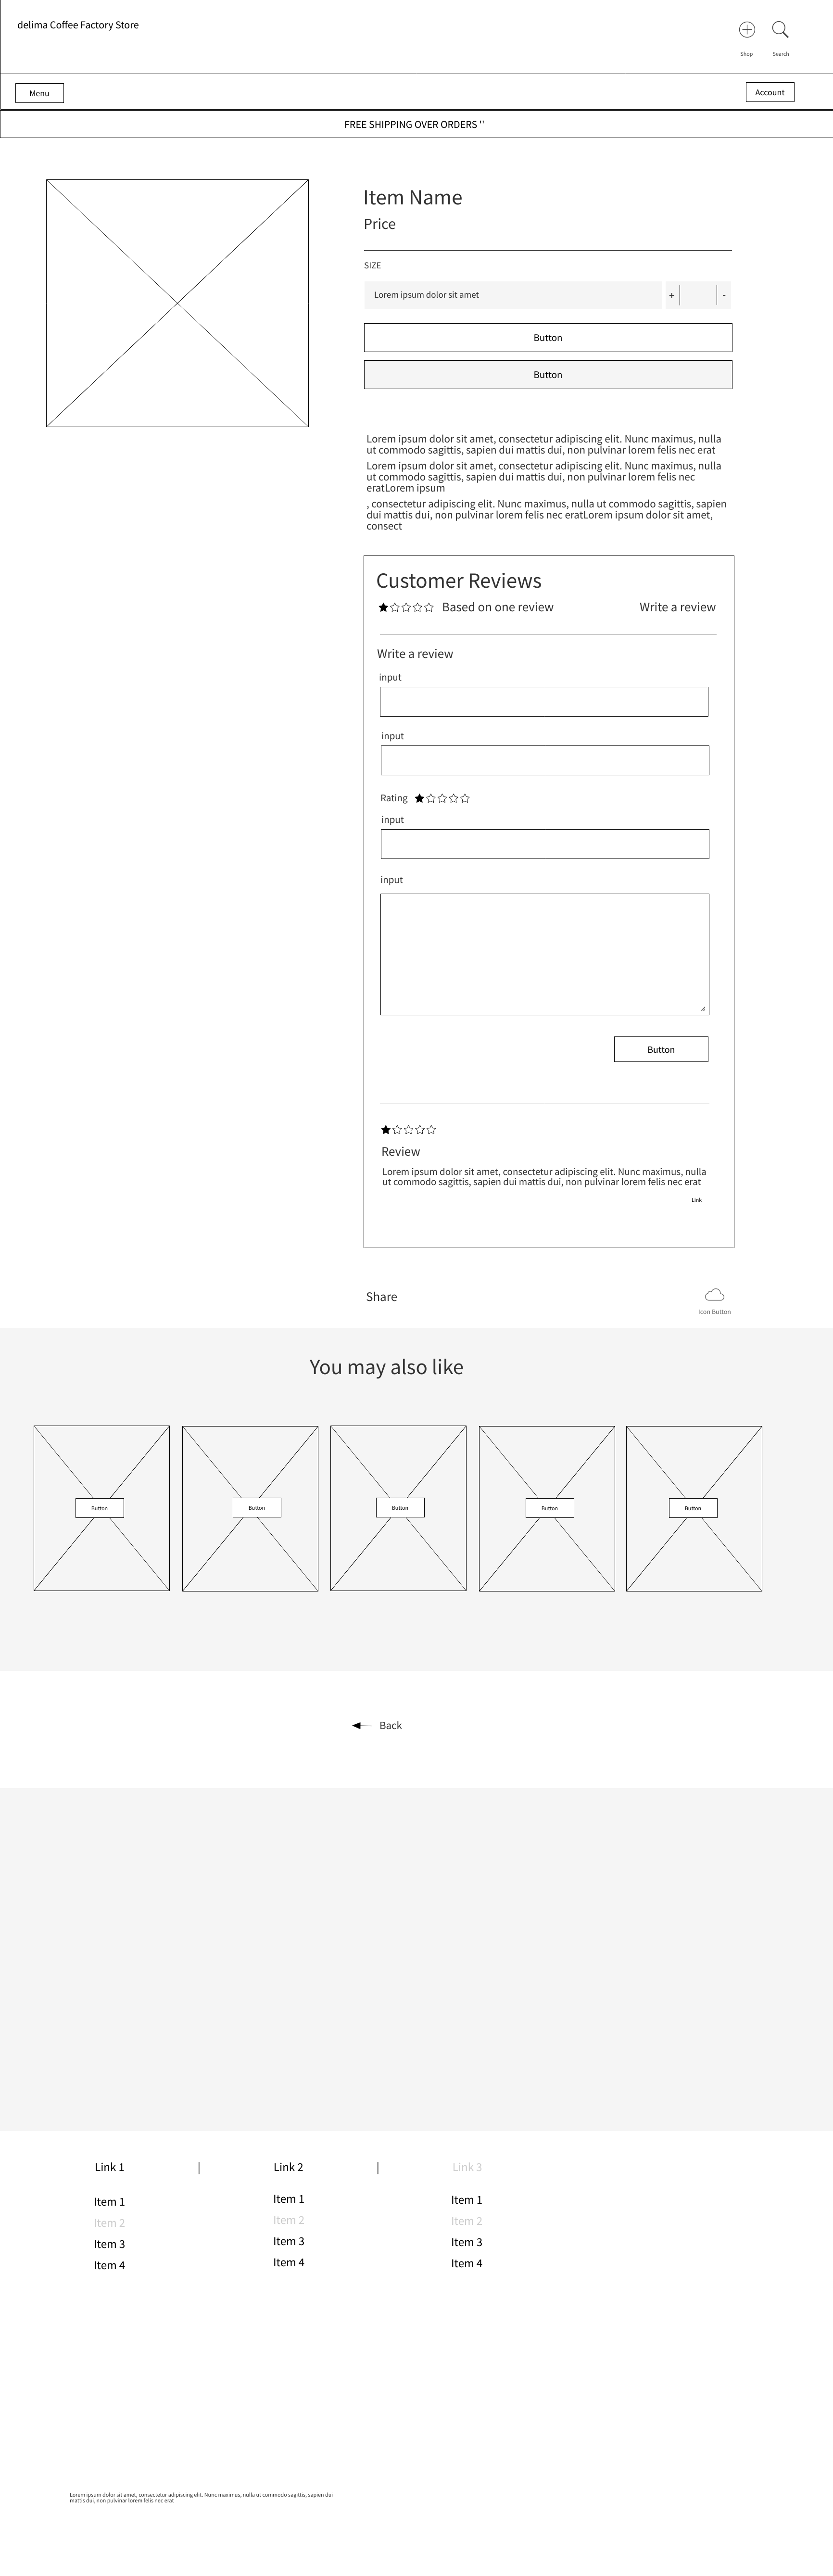 delima Coffee Factory Store
Shop
Search
Menu
Account
FREE SHIPPING OVER ORDERS ''
Item Name
Price
SIZE
Lorem ipsum dolor sit amet
+
-
Button
Button
Lorem ipsum dolor sit amet, consectetur adipiscing elit. Nunc maximus, nulla
ut commodo sagittis, sapien dui mattis dui, non pulvinar lorem felis nec erat
Lorem ipsum dolor sit amet, consectetur adipiscing elit. Nunc maximus, nulla
ut commodo sagittis, sapien dui mattis dui, non pulvinar lorem felis nec
eratLorem ipsum
, consectetur adipiscing elit. Nunc maximus, nulla ut commodo sagittis, sapien
dui mattis dui, non pulvinar lorem felis nec eratLorem ipsum dolor sit amet,
consect
Customer Reviews
Based on one review
Write a review
Write a review
input
input
Rating
input
input
Button
Review
Lorem ipsum dolor sit amet, consectetur adipiscing elit. Nunc maximus, nulla
ut commodo sagittis, sapien dui mattis dui, non pulvinar lorem felis nec erat
Link
Share
Icon Button
You may also like
Button
Button
Button
Button
Button
Back
Link 1
Link 2
Link 3
Item 1
Item 2
Item 3
Item 4
Item 1
Item 2
Item 3
Item 4
Item 1
Item 2
Item 3
Item 4
Lorem ipsum dolor sit amet, consectetur adipiscing elit. Nunc maximus, nulla ut commodo sagittis, sapien dui
mattis dui, non pulvinar lorem felis nec erat